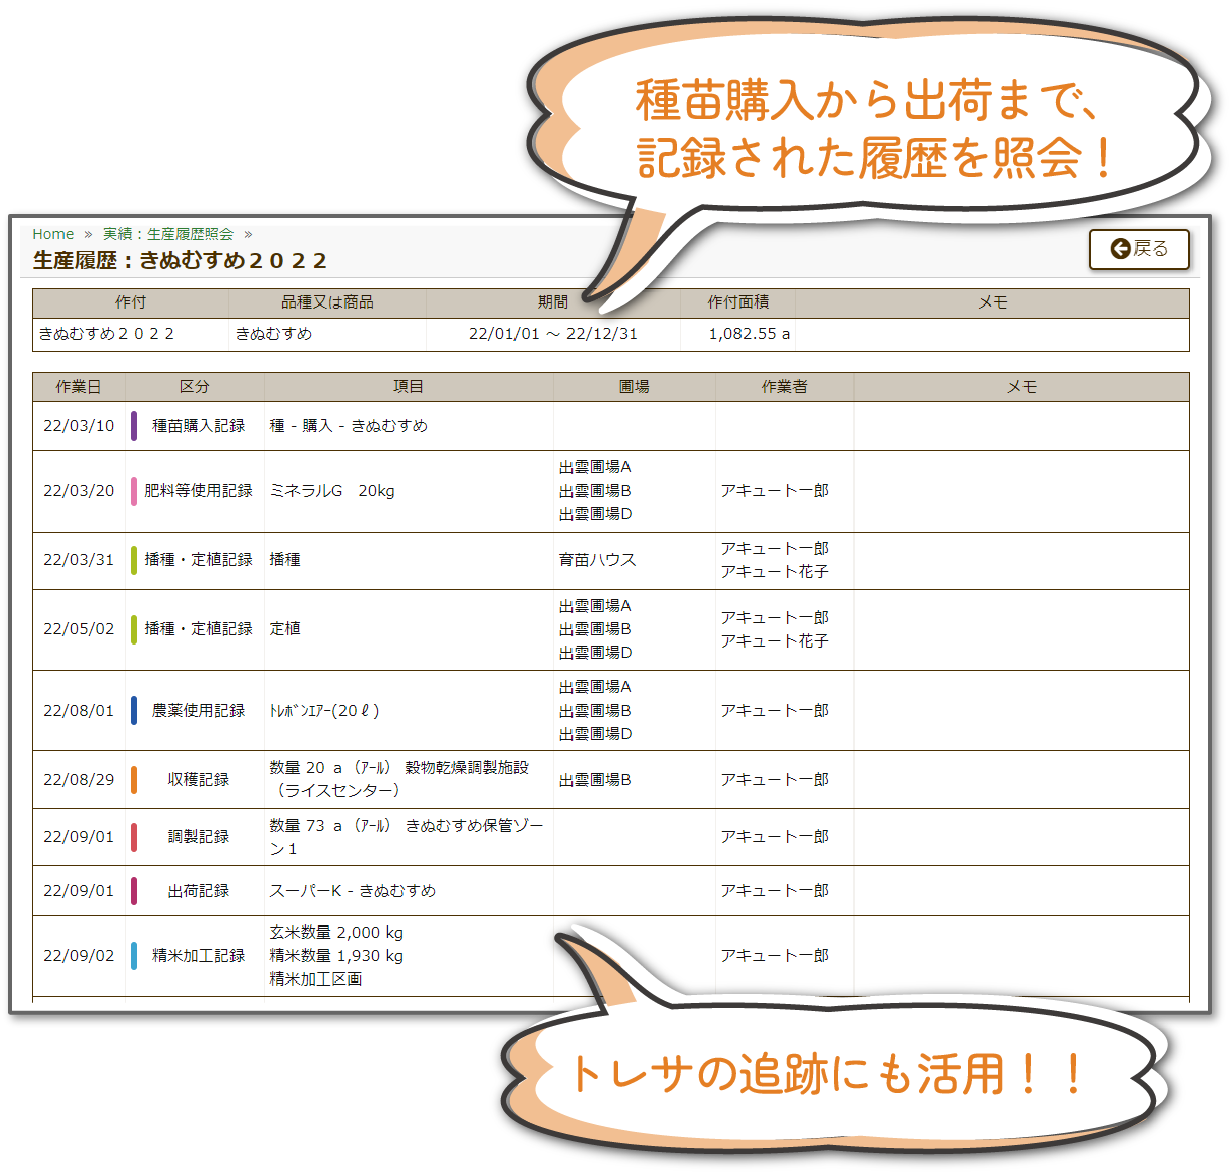 種苗購入から出荷まで、
記録された履歴を照会！
Home » 実績：生産履歴照会 »
生産履歴：きぬむすめ２０２２
戻る
作付 品種又は商品 期間 作付面積 メモ
きぬむすめ２０２２ きぬむすめ 22/01/01 ～ 22/12/31 1,082.55 a
作業日 区分 項目 圃場 作業者 メモ
22/03/10 種苗購入記録 種 - 購入 - きぬむすめ
22/03/20 肥料等使用記録 ミネラルG　20kg 出雲圃場A アキュート一郎
出雲圃場B
出雲圃場D
22/03/31 播種・定植記録 播種 育苗ハウス アキュート一郎
アキュート花子
22/05/02 播種・定植記録 定植 出雲圃場A アキュート一郎
出雲圃場B アキュート花子
出雲圃場D
22/08/01 農薬使用記録 ﾄﾚﾎﾞﾝｴｱｰ(20ℓ) 出雲圃場A アキュート一郎
出雲圃場B
出雲圃場D
22/08/29 収穫記録 数量 20 ａ（ｱｰﾙ） 穀物乾燥調製施設 出雲圃場B アキュート一郎
（ライスセンター）
22/09/01 調製記録 数量 73 ａ（ｱｰﾙ） きぬむすめ保管ゾー アキュート一郎
ン１
22/09/01 出荷記録 スーパーK - きぬむすめ アキュート一郎
22/09/02 精米加工記録 玄米数量 2,000 kg アキュート一郎
精米数量 1,930 kg
精米加工区画
トレサの追跡にも活用！！